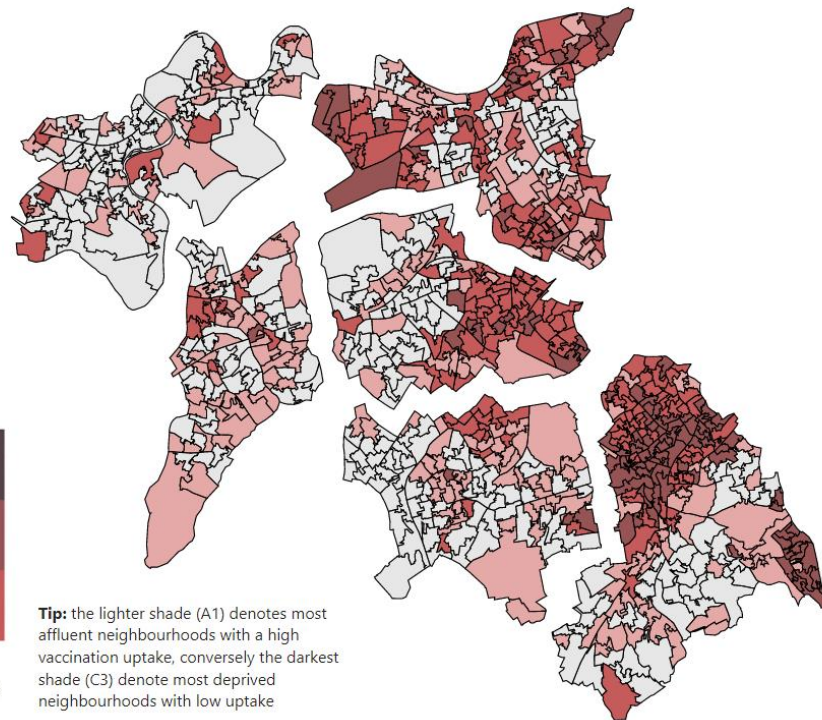 Tip: the lighter shade (A1) denotes most
affluent neighbourhoods with a high
vaccination uptake, conversely the darkest
shade (C3) denote most deprived
neighbourhoods with low uptake